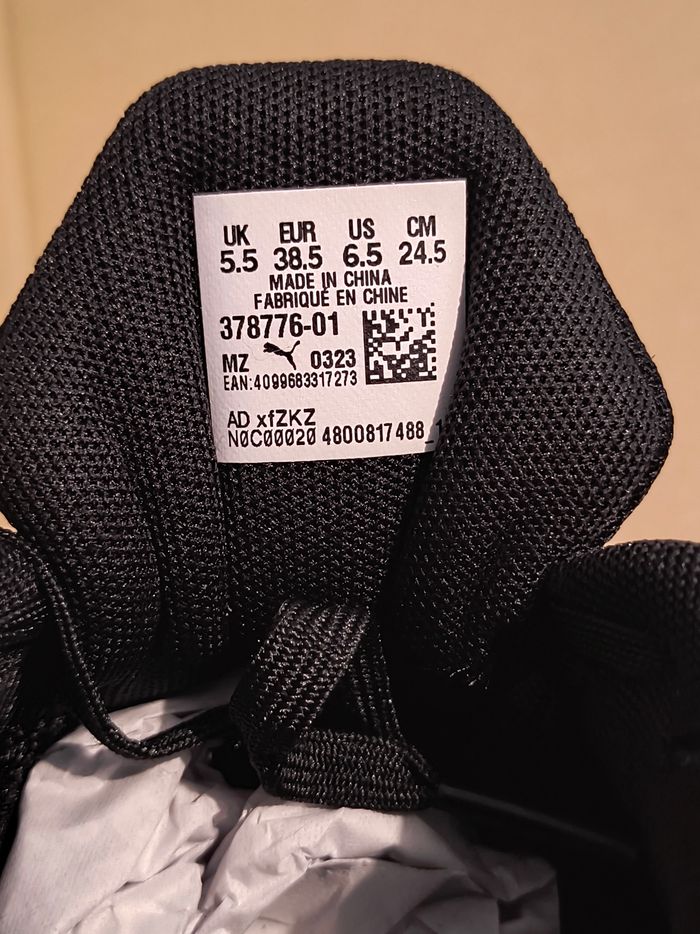 UK EUR US CM
5.5 38.5 6.5 24.5
MADE IN CHINA
FABRIQUÉ EN CHINE
378776-01
MZ 0323
EAN:4099683317273
AD xfZKZ
NØC00020 4800817488_1